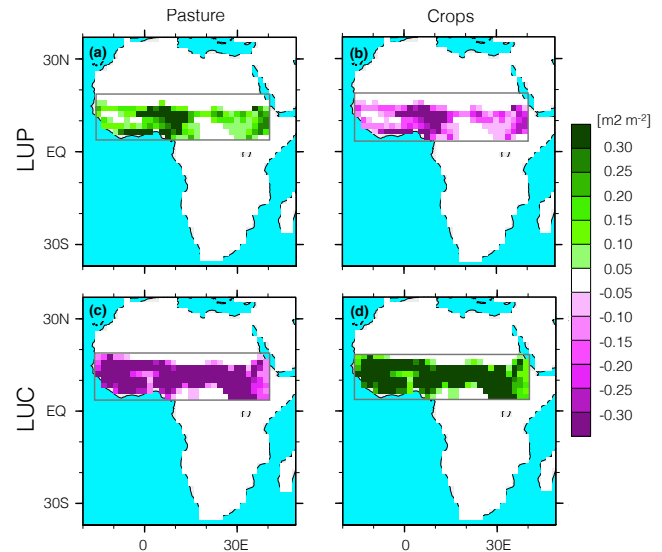 Pasture
Crops
(a)
(b)
30N
EQ
30S
LUP
[m2 m-2]
0.30
0.25
0.20
0.15
0.10
0.05
-0.05
-0.10
-0.15
-0.20
-0.25
-0.30
(c)
(d)
30N
EQ
30S
LUC
0
30E
0
30E